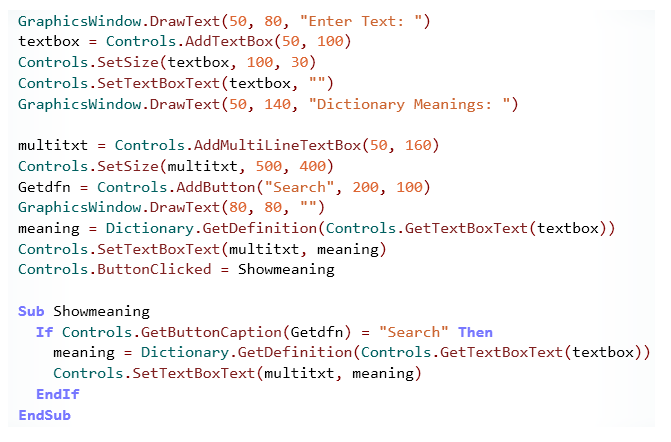 GraphicsWindow.DrawText(50, 80, "Enter Text: ")
textbox = Controls.AddTextBox(50, 100)
Controls.SetSize(textbox, 100, 30)
Controls.SetTextBoxText(textbox, "")
GraphicsWindow.DrawText(50, 140, "Dictionary Meanings: ")
multitxt = Controls.AddMultiLineTextBox(50, 160)
Controls.SetSize(multitxt, 500, 400)
Getdfn = Controls.AddButton("Search", 200, 100)
GraphicsWindow.DrawText(80, 80, "")
meaning = Dictionary.GetDefinition(Controls.GetTextBoxText(textbox))
Controls.SetTextBoxText(multitxt, meaning)
Controls.ButtonClicked = Showmeaning
Sub Showmeaning
If Controls.GetButtonCaption(Getdfn) = "Search" Then
meaning = Dictionary.GetDefinition(Controls.GetTextBoxText(textbox))
Controls.SetTextBoxText(multitxt, meaning)
EndIf
EndSub